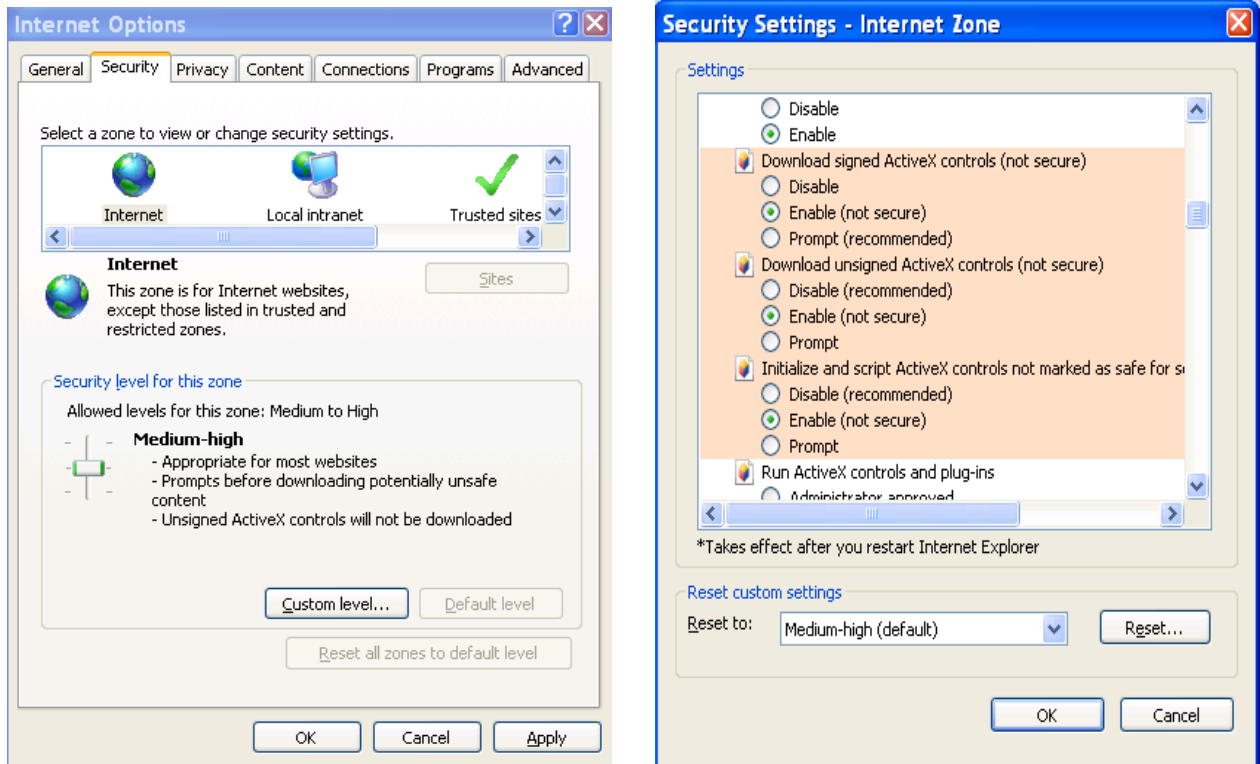 Internet Options
General Security Privacy Content Connections Programs Advanced
Select a zone to view or change security settings.
Internet Local intranet Trusted sites
Internet
Sites
This zone is for Internet websites,
except those listed in trusted and
restricted zones.
Security level for this zone
Allowed levels for this zone: Medium to High
Medium-high
- Appropriate for most websites
- Prompts before downloading potentially unsafe
content
- Unsigned ActiveX controls will not be downloaded
Custom level... Default level
Reset all zones to default level
OK Cancel Apply
Security Settings - Internet Zone
Settings
Disable
Enable
Download signed ActiveX controls (not secure)
Disable
Enable (not secure)
Prompt (recommended)
Download unsigned ActiveX controls (not secure)
Disable (recommended)
Enable (not secure)
Prompt
Initialize and script ActiveX controls not marked as safe for
Disable (recommended)
Enable (not secure)
Prompt
Run ActiveX controls and plug-ins
Administrator approved
*Takes effect after you restart Internet Explorer
Reset custom settings
Reset to: Medium-high (default) Reset...
OK Cancel